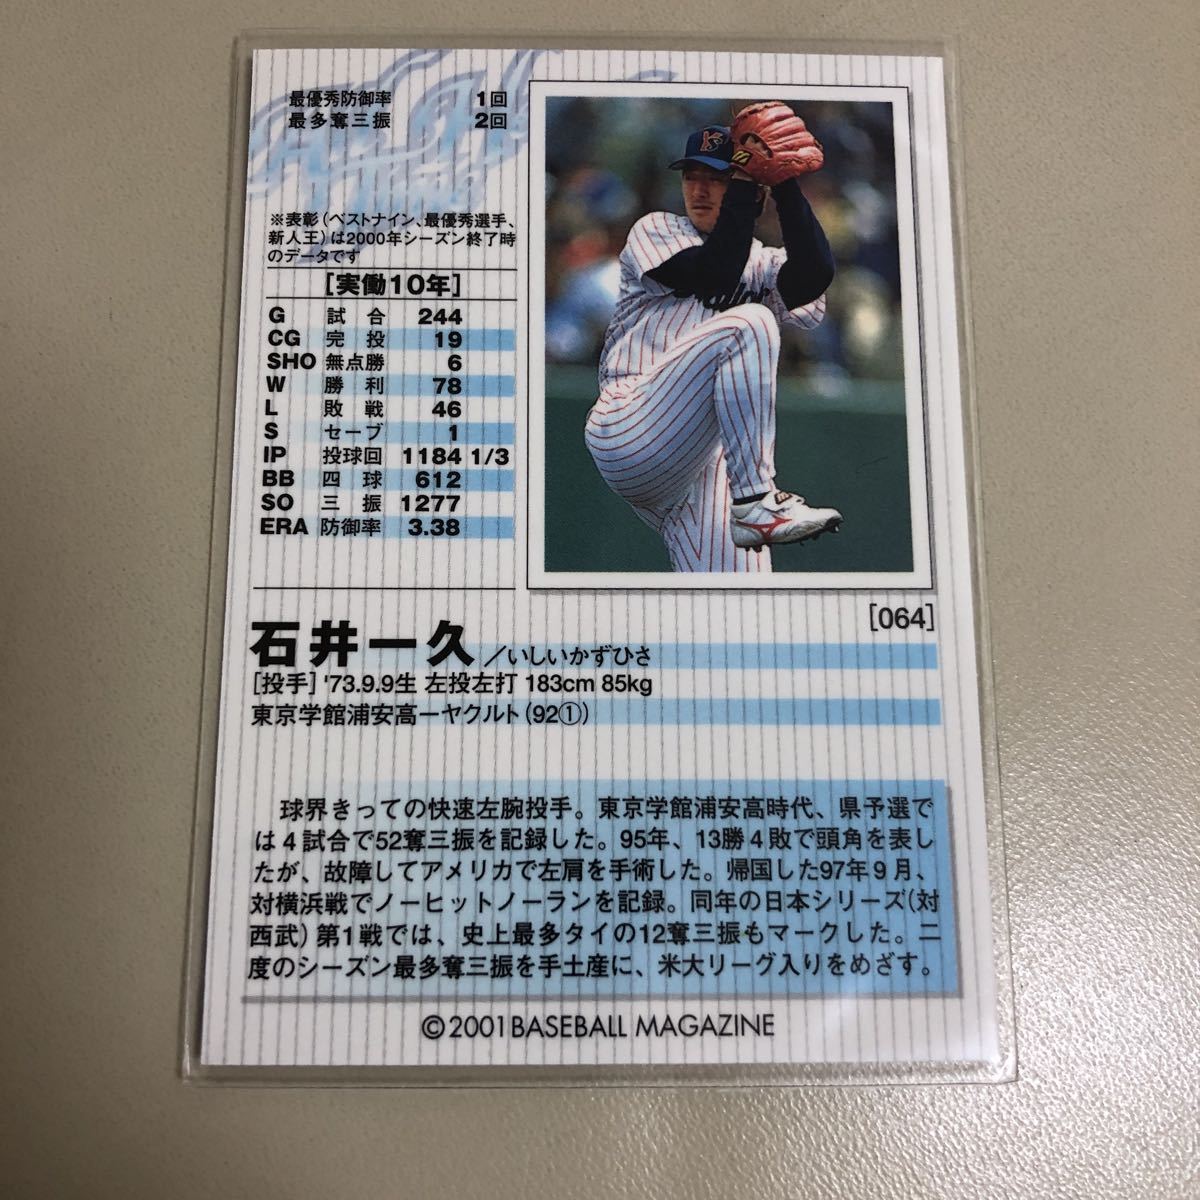 最優秀防御率 1回
最多奪三振 2回
※表彰(ベストナイン、最優秀選手、
新人王)は2000年シーズン終了時
のデータです
[実働10年]
G 試合 244
CG 完投 19
SHO 無点勝 6
W 勝利 78
L 敗戦 46
S セーブ 1
IP 投球回 1184 1/3
BB 四球 612
SO 三振 1277
ERA 防御率 3.38
YS
[064]
石井一久/いしいかずひさ
[投手] '73.9.9生 左投左打 183cm 85kg
東京学館浦安高ーヤクルト(92①)
球界きっての快速左腕投手。東京学館浦安高時代、県予選で
は4試合で52奪三振を記録した。95年、13勝4敗で頭角を表し
たが、故障してアメリカで左肩を手術した。帰国した97年9月、
対横浜戦でノーヒットノーランを記録。同年の日本シリーズ(対
西武)第1戦では、史上最多タイの12奪三振もマークした。二
度のシーズン最多奪三振を手土産に、米大リーグ入りをめざす。
©2001 BASEBALL MAGAZINE